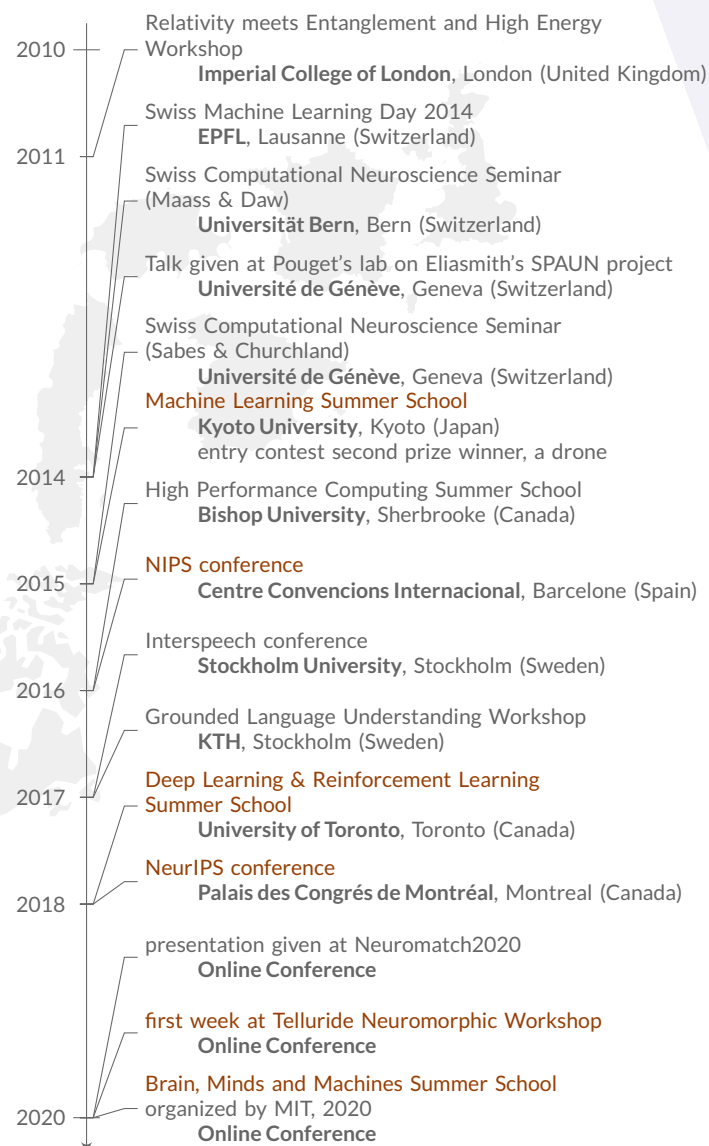 2010
Relativity meets Entanglement and High Energy
Workshop
Imperial College of London, London (United Kingdom)
2011
Swiss Machine Learning Day 2014
EPFL, Lausanne (Switzerland)
Swiss Computational Neuroscience Seminar
(Maass & Daw)
Universität Bern, Bern (Switzerland)
Talk given at Pouget's lab on Eliasmith's SPAUN project
Université de Génève, Geneva (Switzerland)
Swiss Computational Neuroscience Seminar
(Sabes & Churchland)
Université de Génève, Geneva (Switzerland)
Machine Learning Summer School
Kyoto University, Kyoto (Japan)
entry contest second prize winner, a drone
2014
High Performance Computing Summer School
Bishop University, Sherbrooke (Canada)
NIPS conference
2015
Centre Convencions Internacional, Barcelone (Spain)
Interspeech conference
Stockholm University, Stockholm (Sweden)
2016
Grounded Language Understanding Workshop
KTH, Stockholm (Sweden)
Deep Learning & Reinforcement Learning
2017
Summer School
University of Toronto, Toronto (Canada)
NeurIPS conference
Palais des Congrés de Montréal, Montreal (Canada)
2018
presentation given at Neuromatch2020
Online Conference
first week at Telluride Neuromorphic Workshop
Online Conference
Brain, Minds and Machines Summer School
organized by MIT, 2020
2020
Online Conference